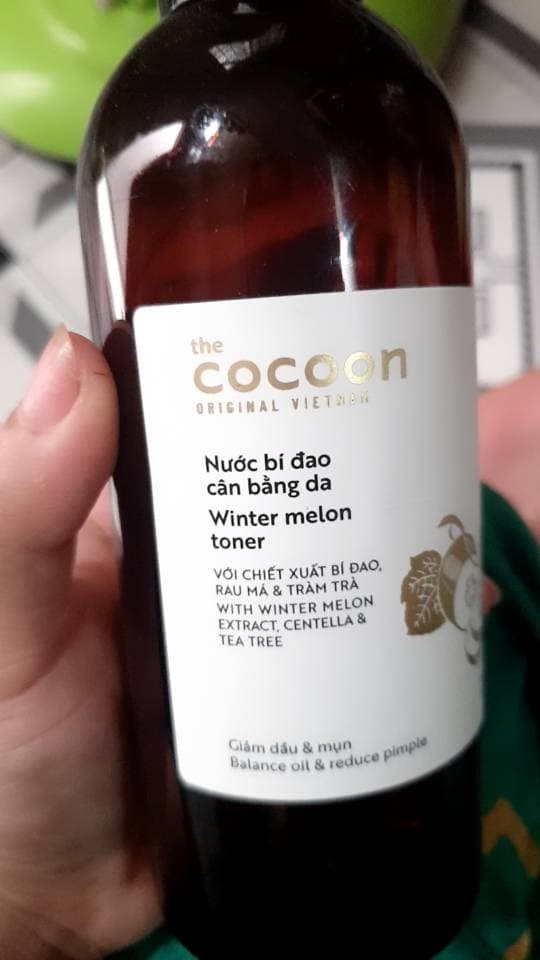 the
cocoon
ORIGINAL VIETNAM
Nước bí đao
cân bằng da
Winter melon
toner
VỚI CHIẾT XUẤT BÍ ĐAO,
RAU MÁ & TRÀM TRÀ
WITH WINTER MELON
EXTRACT, CENTELLA &
TEA TREE
Giảm dầu & mụn
Balance oil & reduce pimple